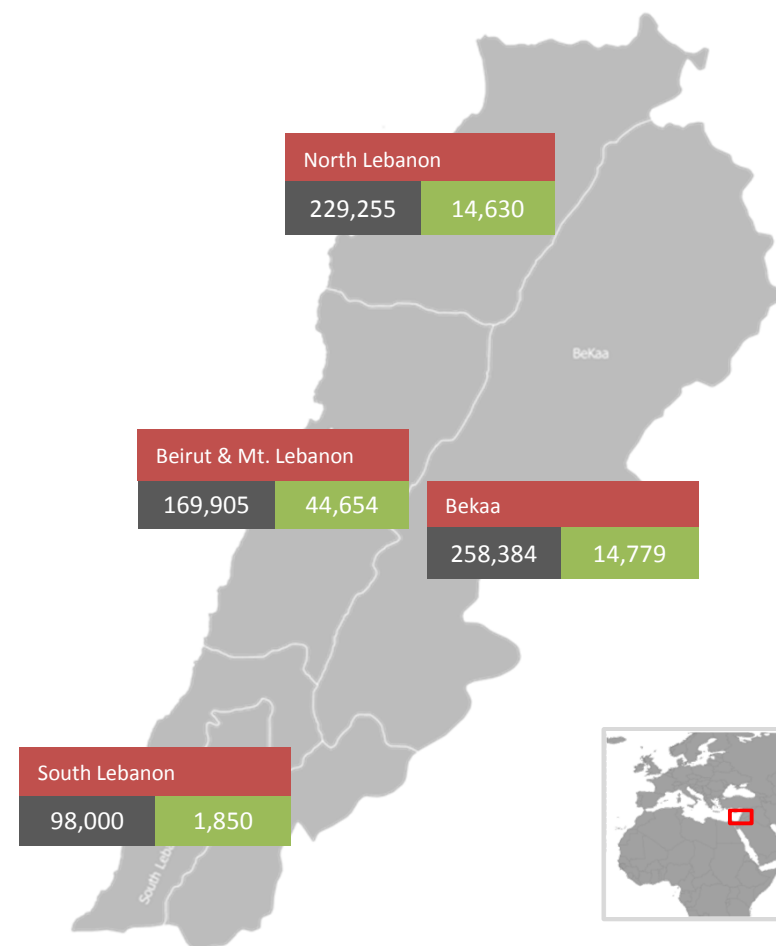 North Lebanon
229,255 14,630
BeKaa
Beirut & Mt. Lebanon
169,905 44,654
Bekaa
258,384 14,779
South Lebanon
98,000 1,850
South